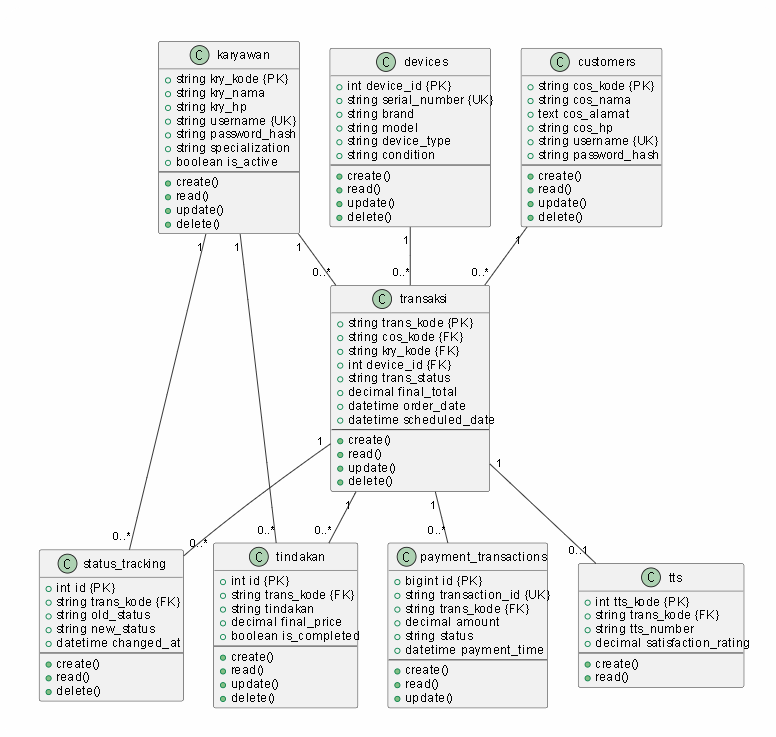 C karyawan
string kry_kode {PK}
string kry_nama
string kry_hp
string username {UK}
string password_hash
string specialization
boolean is_active
create()
read()
update()
delete()
C devices
int device_id {PK}
string serial_number {UK}
string brand
string model
string device_type
string condition
create()
read()
update()
delete()
C customers
string cos_kode {PK}
string cos_nama
text cos_alamat
string cos_hp
string username {UK}
string password_hash
create()
read()
update()
delete()
1
1
1
1
1
0..*
0..*
0..*
C transaksi
string trans_kode {PK}
string cos_kode {FK}
string kry_kode {FK}
int device_id {FK}
string trans_status
decimal final_total
datetime order_date
datetime scheduled_date
create()
read()
update()
delete()
1
1
1
1
0..*
0..*
0..*
0..*
0..*
0..1
C status_tracking
int id {PK}
string trans_kode {FK}
string old_status
string new_status
datetime changed_at
create()
read()
delete()
C tindakan
int id {PK}
string trans_kode {FK}
string tindakan
decimal final_price
boolean is_completed
create()
read()
update()
delete()
C payment_transactions
bigint id {PK}
string transaction_id {UK}
string trans_kode {FK}
decimal amount
string status
datetime payment_time
create()
read()
update()
C tts
int tts_kode {PK}
string trans_kode {FK}
string tts_number
decimal satisfaction_rating
create()
read()